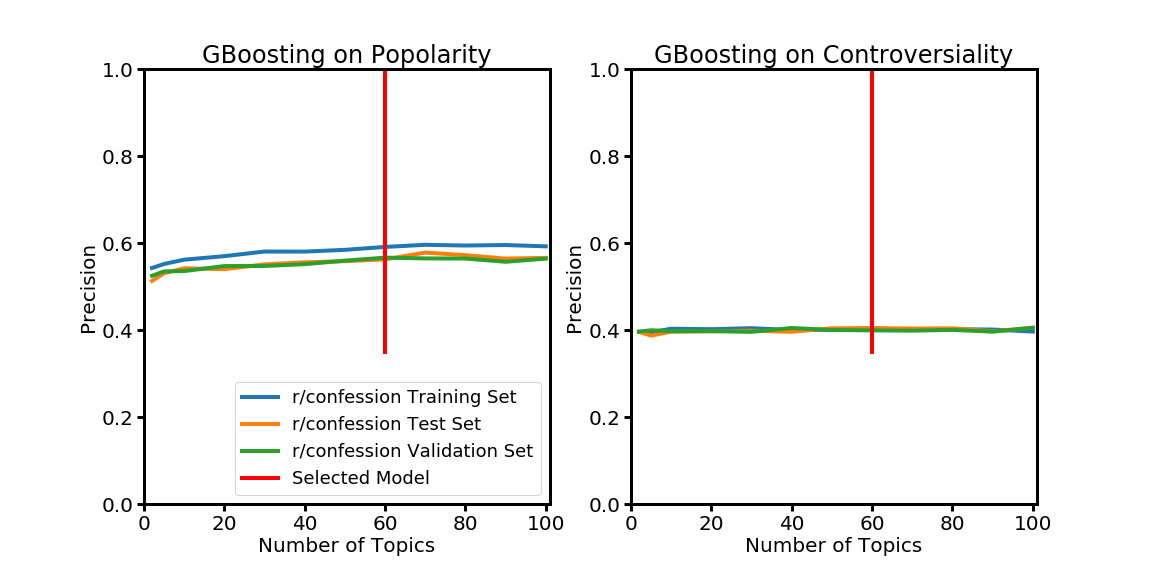 GBoosting on Popolarity
1.0
0.8
0.6
0.4
0.2
0.0
Precision
r/confession Training Set
r/confession Test Set
r/confession Validation Set
Selected Model
0 20 40 60 80 100
Number of Topics
GBoosting on Controversiality
1.0
0.8
0.6
0.4
0.2
0.0
Precision
0 20 40 60 80 100
Number of Topics